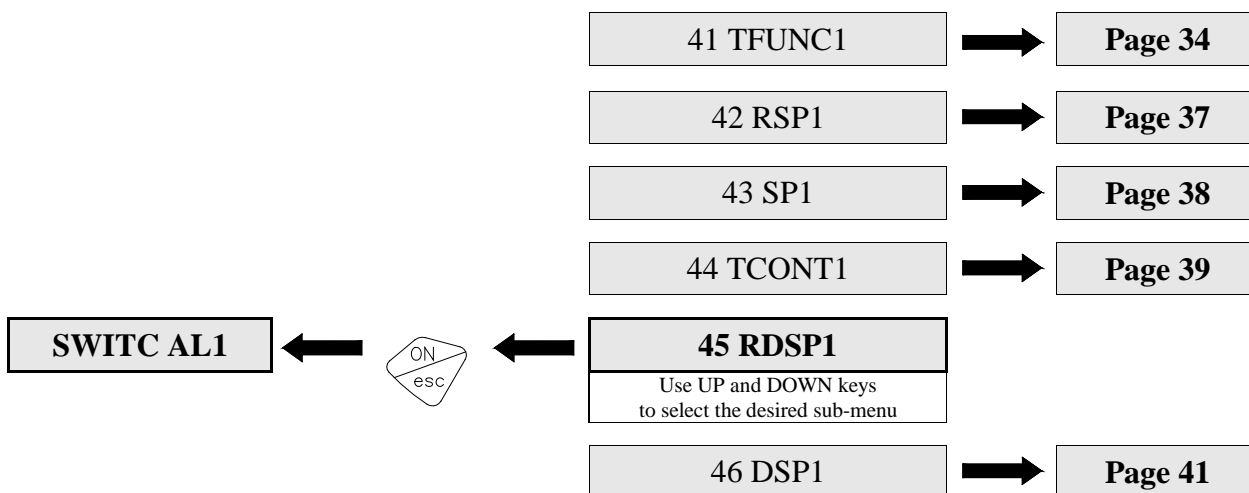 41 TFUNC1 Page 34
42 RSP1 Page 37
43 SP1 Page 38
44 TCONT1 Page 39
SWITC AL1 ON esc 45 RDSP1
Use UP and DOWN keys
to select the desired sub-menu
46 DSP1 Page 41